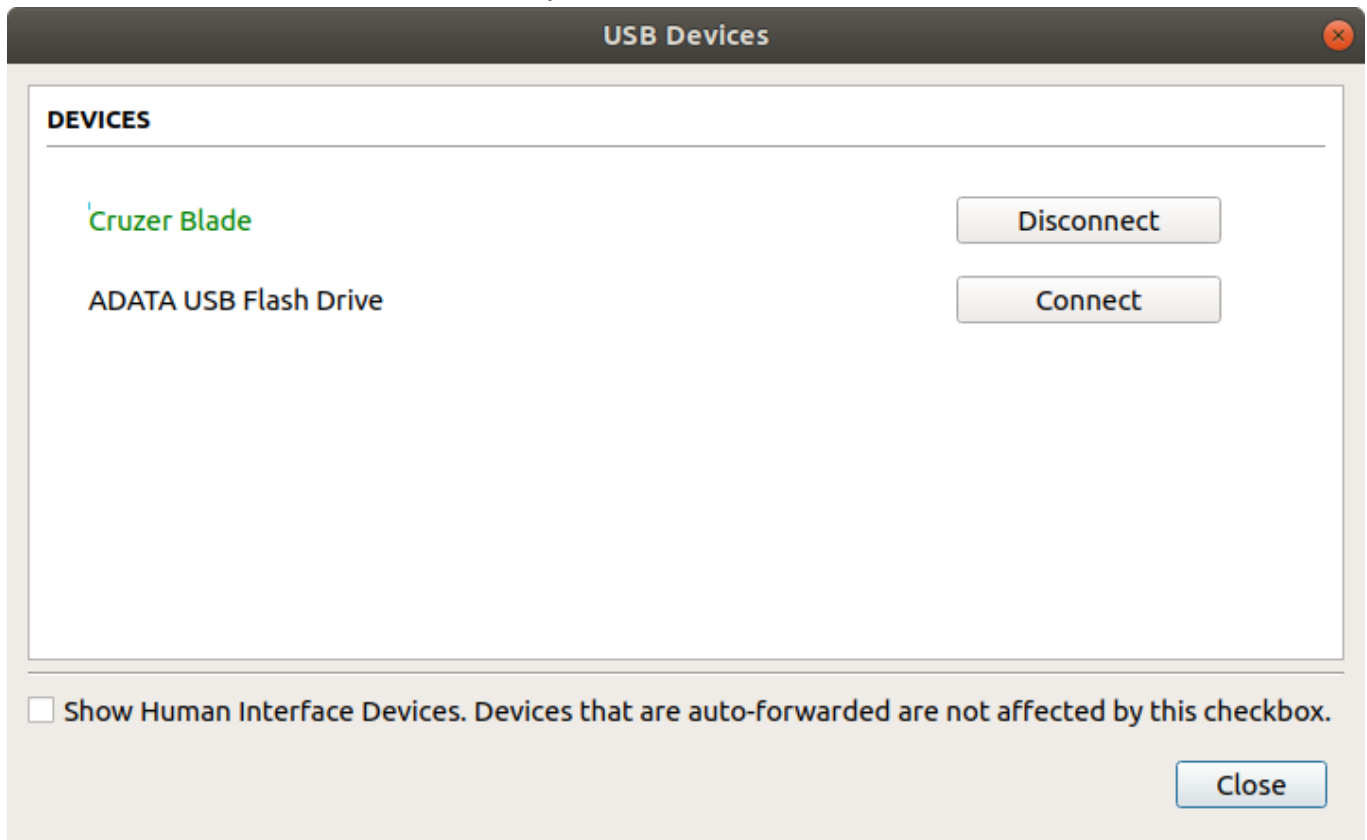 USB Devices
DEVICES
Cruzer Blade
Disconnect
ADATA USB Flash Drive
Connect
Show Human Interface Devices. Devices that are auto-forwarded are not affected by this checkbox.
Close